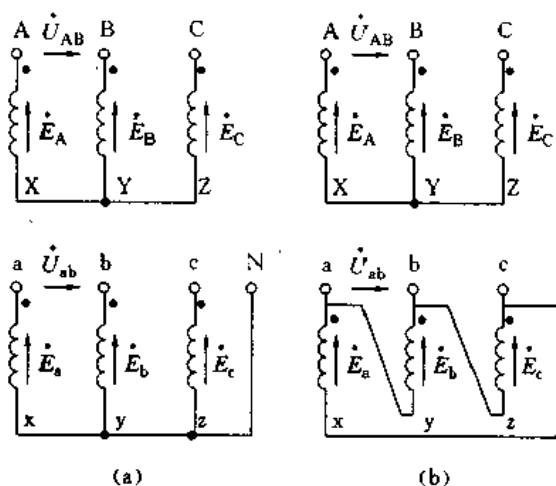 A U̇AB B C
A U̇AB B C
ĖA ĖB ĖC
ĖA ĖB ĖC
X Y Z
X Y Z
a U̇ab b c N
a U̇ab b c
Ėa Ėb Ėc
Ėa Ėb Ėc
x y z
x y z
(a)
(b)